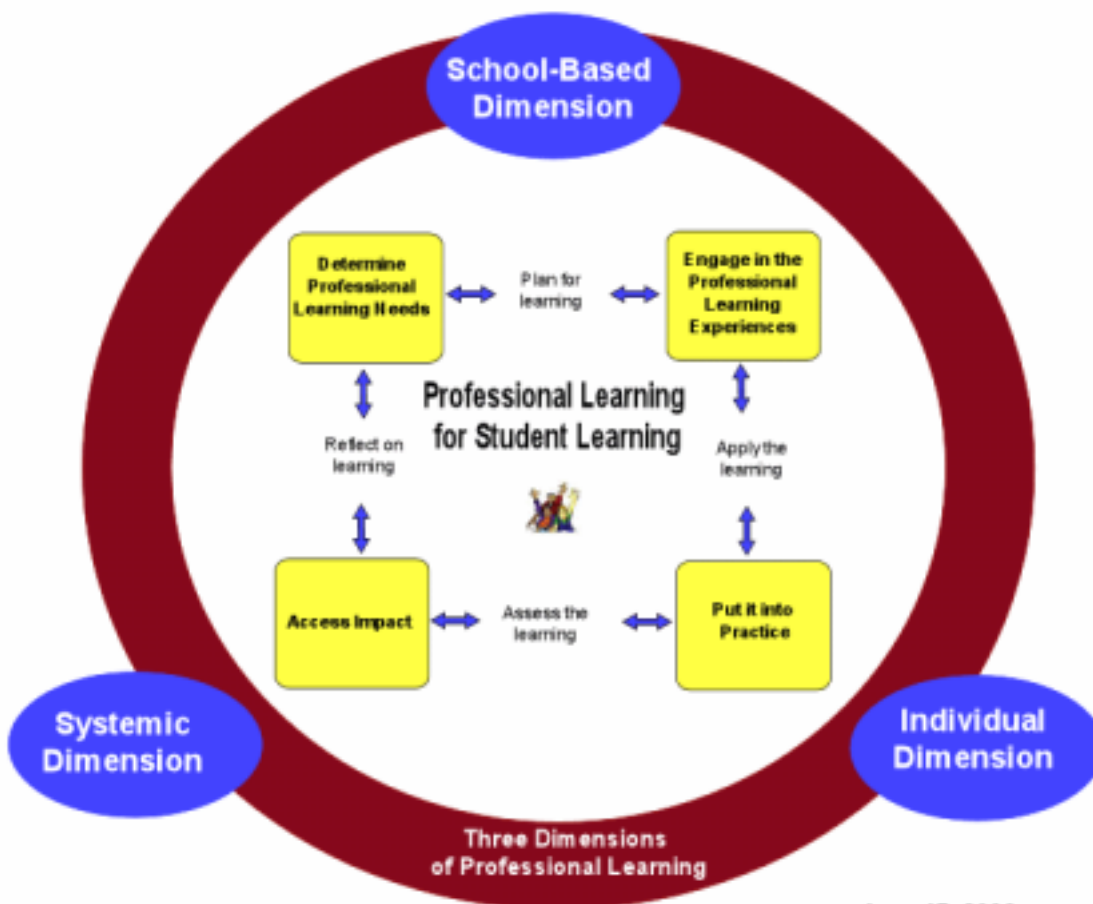 School-Based
Dimension
Determine
Professional
Learning Needs
Plan for
learning
Engage in the
Professional
Learning
Experiences
Professional Learning
for Student Learning
Reflect on
learning
Apply the
learning
Access Impact
Assess the
learning
Put it into
Practice
Systemic
Dimension
Individual
Dimension
Three Dimensions
of Professional Learning